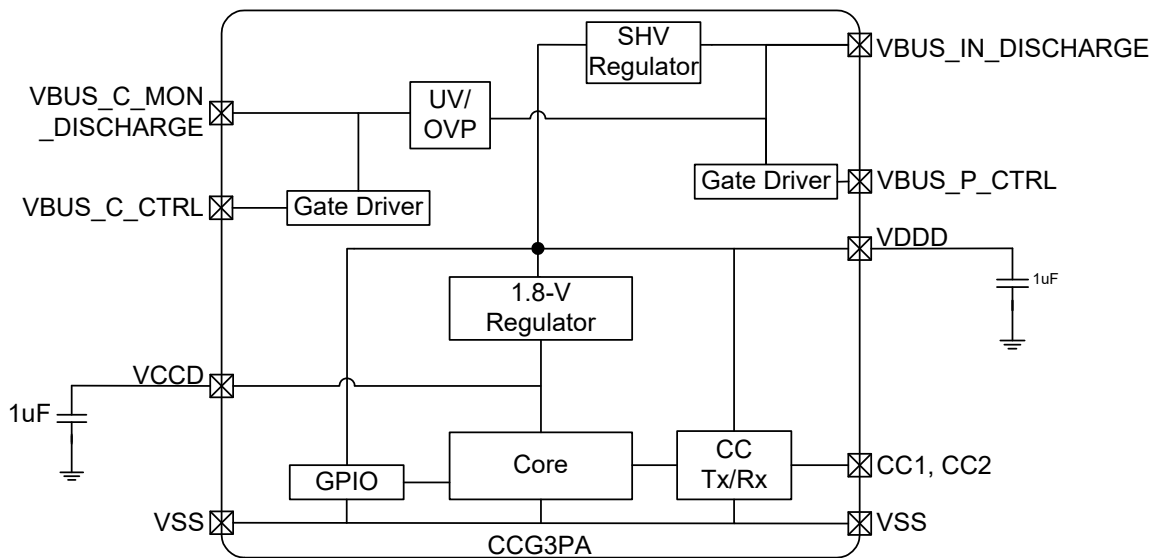 SHV
Regulator
VBUS_IN_DISCHARGE
VBUS_C_MON
_DISCHARGE
UV/
OVP
Gate Driver
VBUS_P_CTRL
VBUS_C_CTRL
Gate Driver
VDDD
1uF
1.8-V
Regulator
VCCD
1uF
Core
CC
Tx/Rx
CC1, CC2
GPIO
VSS
VSS
CCG3PA